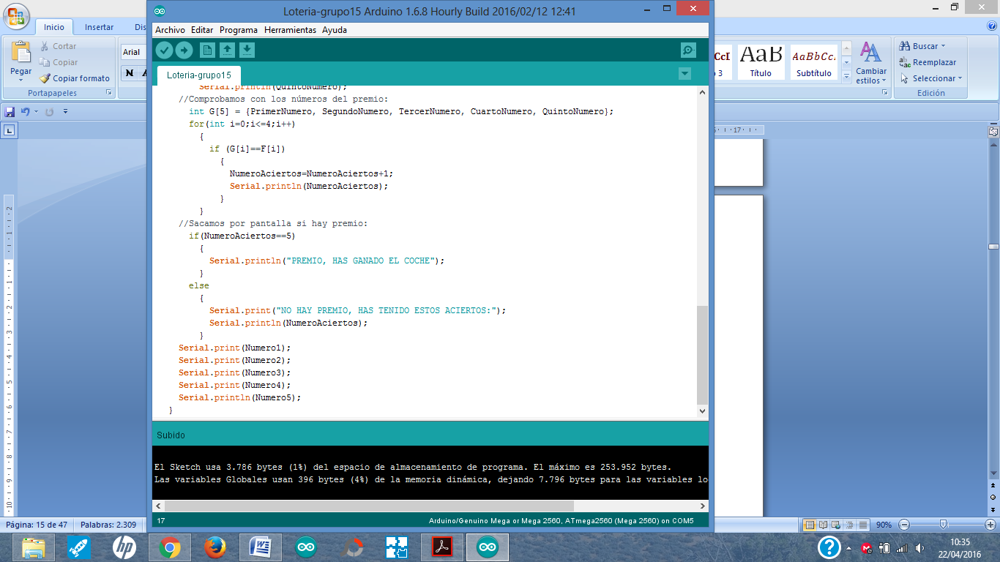 Loteria-grupo15 Arduino 1.6.8 Hourly Build 2016/02/12 12:41
Inicio Insertar
Archivo Editar Programa Herramientas Ayuda
Pegar
Cortar
Copiar
Copiar formato
Portapapeles
Arial
N
AaB
AaBbCc
Título
Subtítulo
Cambiar estilos
Buscar
Reemplazar
Seleccionar
Edición
Loteria-grupo15
Serial.println(QuintoNumero);
//Comprobamos con los números del premio:
int G[5] = {PrimerNumero, SegundoNumero, TercerNumero, CuartoNumero, QuintoNumero};
for(int i=0;i<=4;i++)
{
if (G[i]==F[i])
{
NumeroAciertos=NumeroAciertos+1;
Serial.println(NumeroAciertos);
}
}
//Sacamos por pantalla si hay premio:
if(NumeroAciertos==5)
{
Serial.println("PREMIO, HAS GANADO EL COCHE");
}
else
{
Serial.print("NO HAY PREMIO, HAS TENIDO ESTOS ACIERTOS:");
Serial.println(NumeroAciertos);
}
Serial.print(Numero1);
Serial.print(Numero2);
Serial.print(Numero3);
Serial.print(Numero4);
Serial.println(Numero5);
}
Subido
El Sketch usa 3.786 bytes (1%) del espacio de almacenamiento de programa. El máximo es 253.952 bytes.
Las variables Globales usan 396 bytes (4%) de la memoria dinámica, dejando 7.796 bytes para las variables lo
17
Arduino/Genuino Mega or Mega 2560, ATmega2560 (Mega 2560) on COM5
Página: 15 de 47 Palabras: 2.309
90%
10:35
22/04/2016